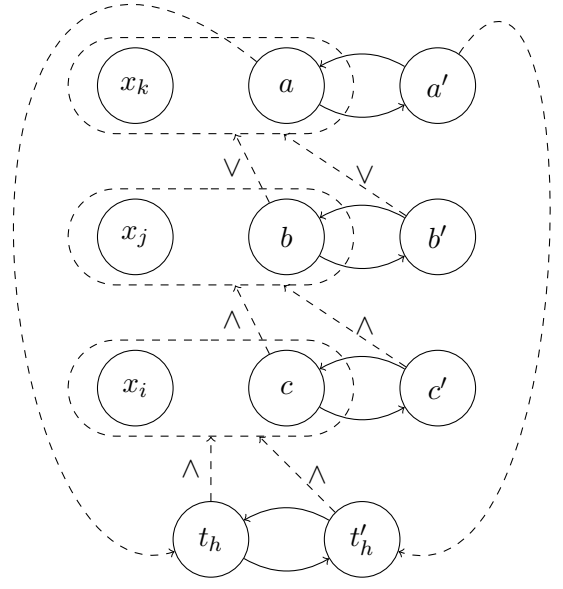 x_k a a′
∨ ∨
x_j b b′
∧ ∧
x_i c c′
∧ ∧
t_h t′_h